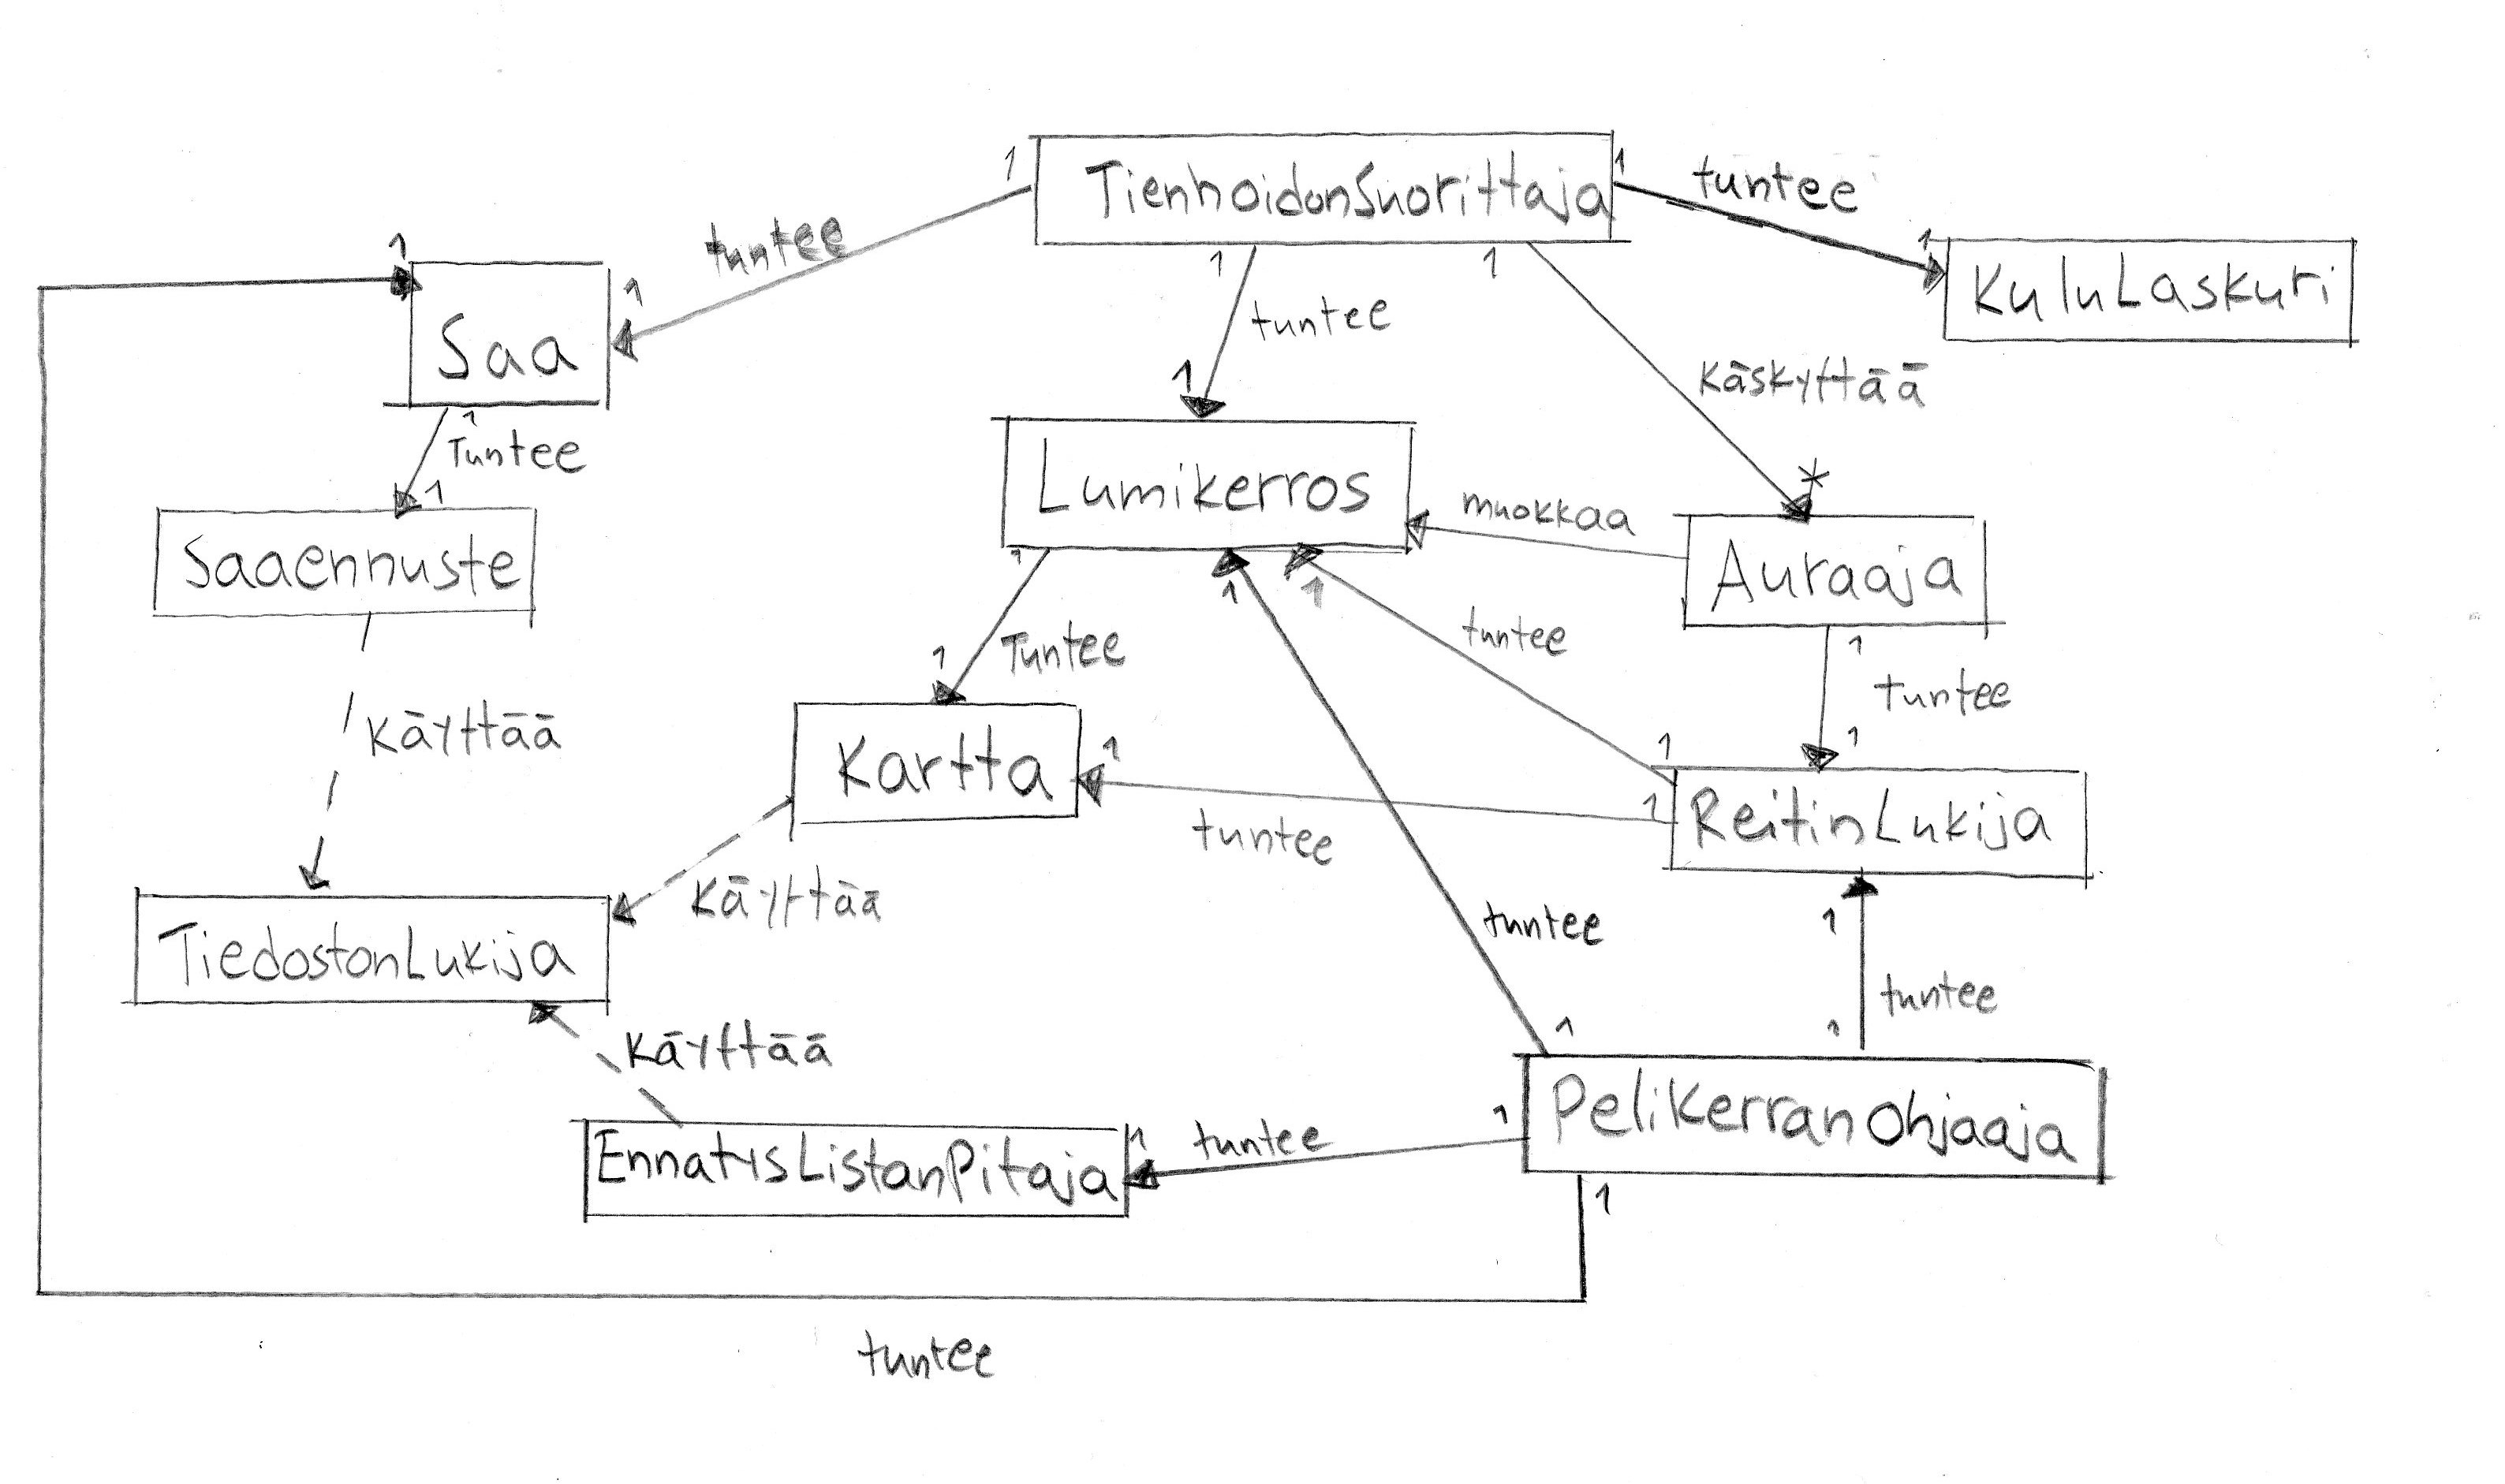 1
TienhoidonSuorittaja
1
tuntee
tuntee
1
1
1
KuluLaskuri
1
1
1
tuntee
Saa
1
käskyttää
1
Tuntee
Lumikerros
*
1
muokkaa
Saaennuste
1
Auraaja
1
1
tuntee
1
1
Tuntee
tuntee
käyttää
1
1
1
Kartta
1
ReitinLukija
tuntee
käyttää
1
tuntee
TiedostonLukija
tuntee
1
1
käyttää
PelikerranOhjaaja
1
tuntee
1
EnnatysListanPitaja
1
tuntee